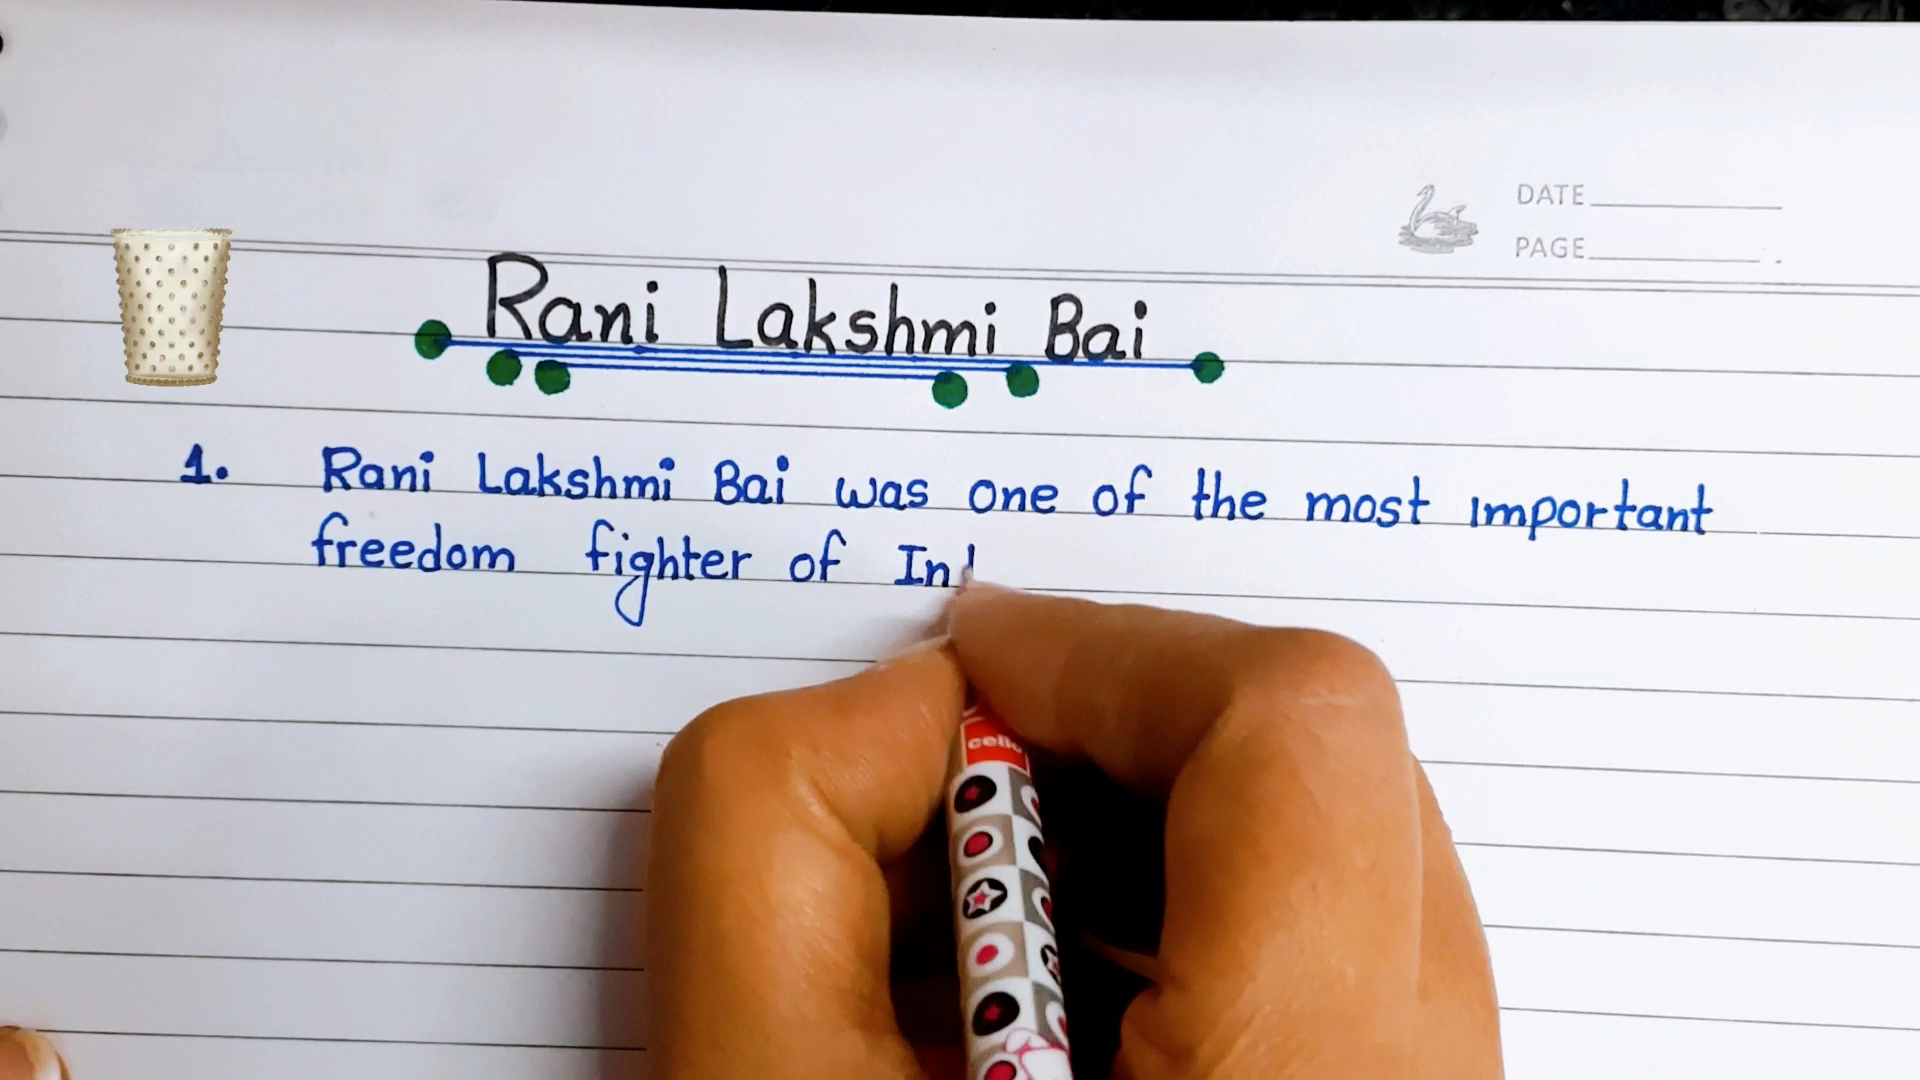 DATE
PAGE
Rani Lakshmi Bai
1. Rani Lakshmi Bai was one of the most important
freedom fighter of In
cello